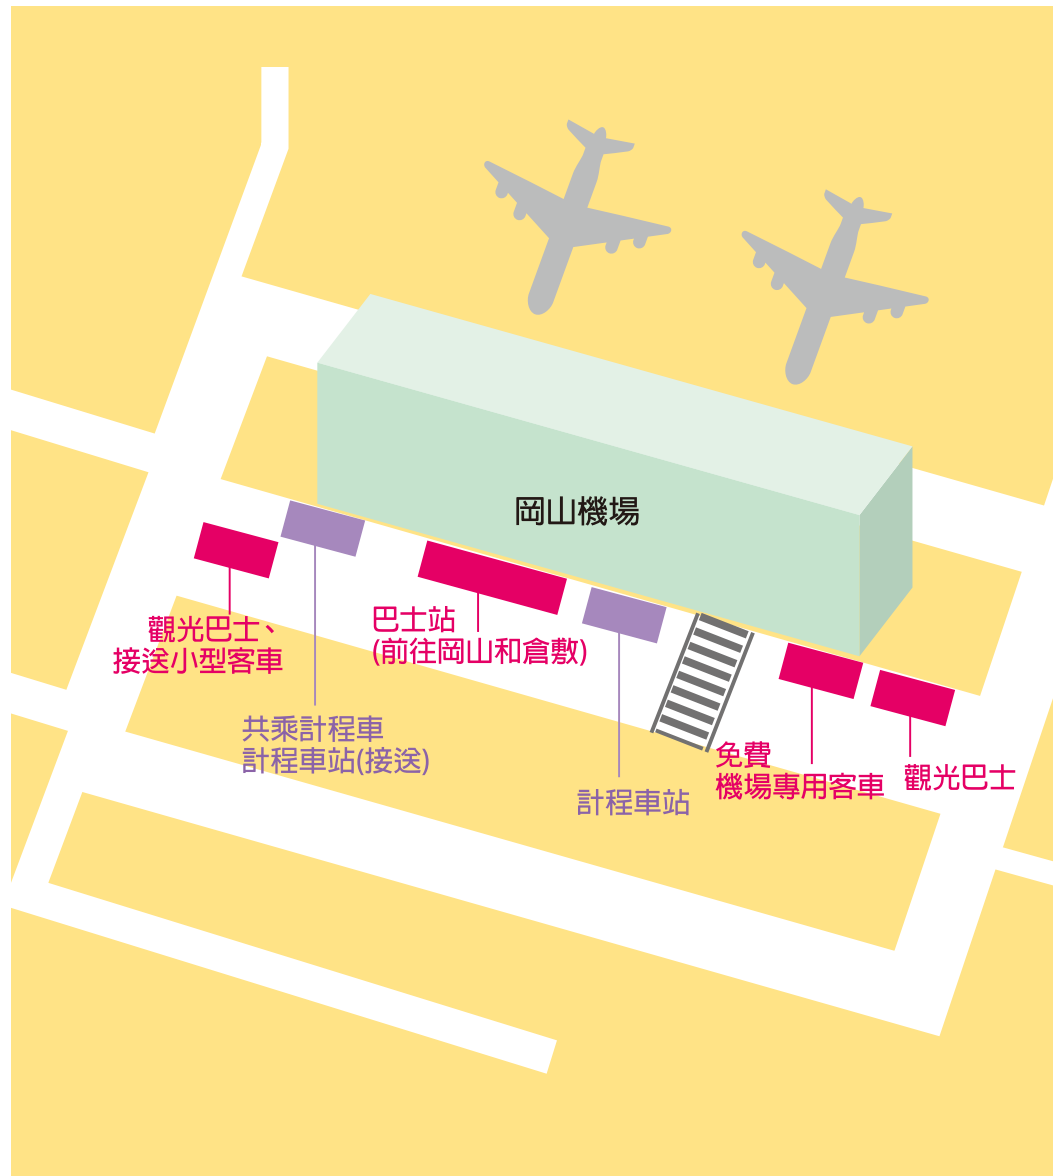 岡山機場
觀光巴士、
接送小型客車
巴士站
(前往岡山和倉敷)
共乘計程車
計程車站(接送)
計程車站
免費
機場專用客車
觀光巴士